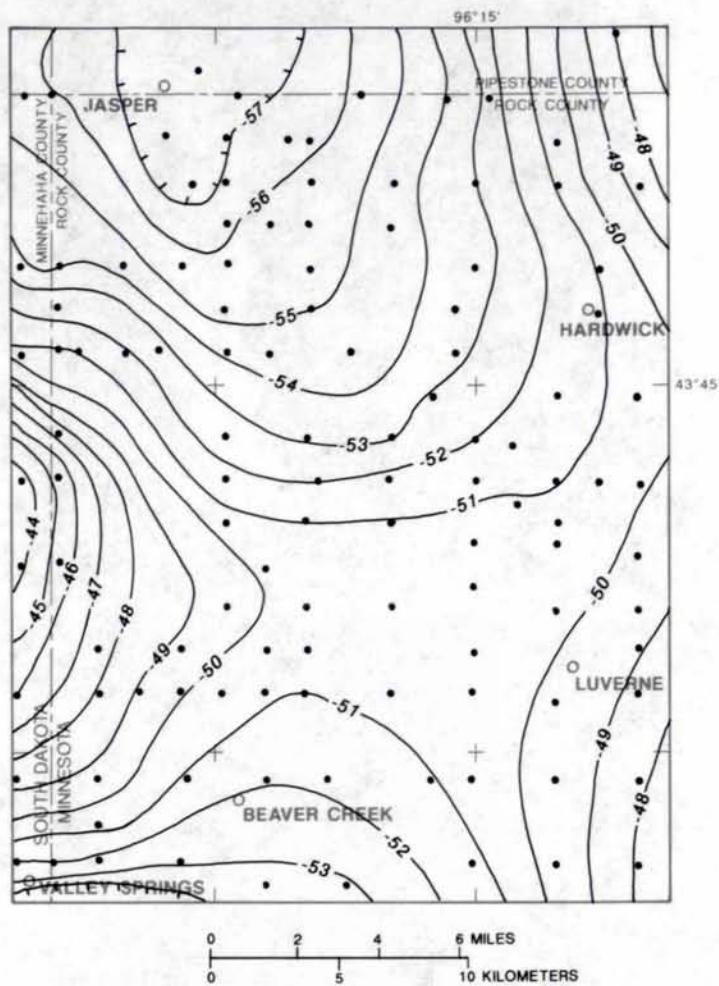 96°15'
PIPESTONE COUNTY
ROCK COUNTY
JASPER
MINNEHAHA COUNTY
ROCK COUNTY
-57
-56
-55
-54
-53
-52
-51
-48
-49
-50
HARDWICK
43°45'
-44
-45
-46
-47
-48
-49
-50
-51
-52
-53
-50
-49
-48
LUVERNE
SOUTH DAKOTA
MINNESOTA
BEAVER CREEK
VALLEY SPRINGS
0 2 4 6 MILES
0 5 10 KILOMETERS